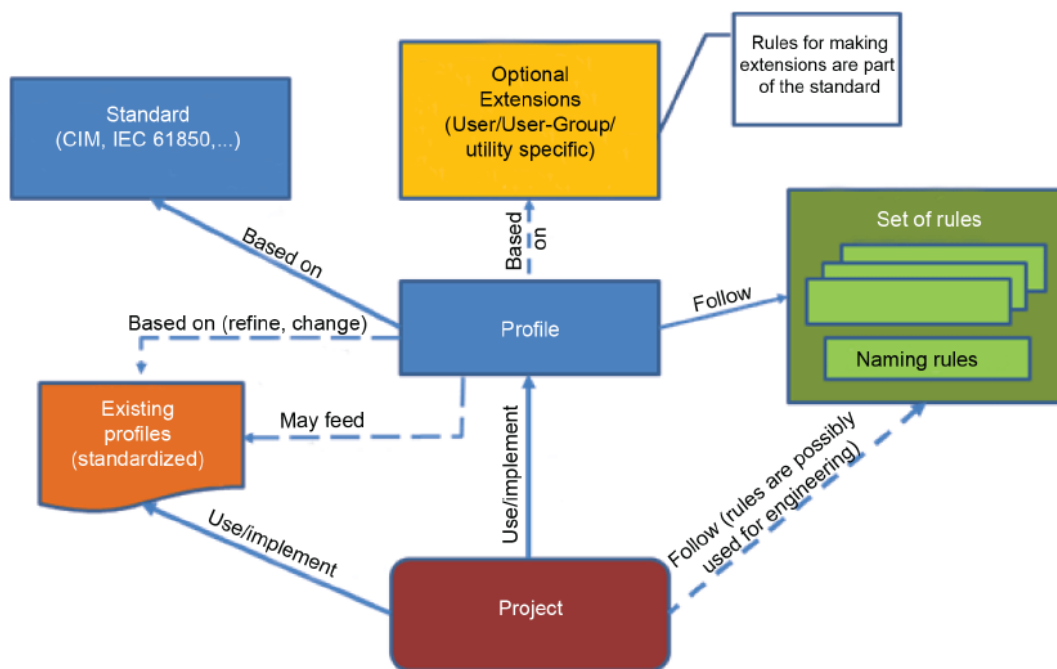 Rules for making
extensions are part
of the standard
Optional
Extensions
(User/User-Group/
utility specific)
Standard
(CIM, IEC 61850,...)
Set of rules
Based on
Based
on
Follow
Based on (refine, change)
Profile
Naming rules
Existing
profiles
(standardized)
May feed
Use/implement
Use/implement
Follow (rules are possibly
used for engineering)
Project